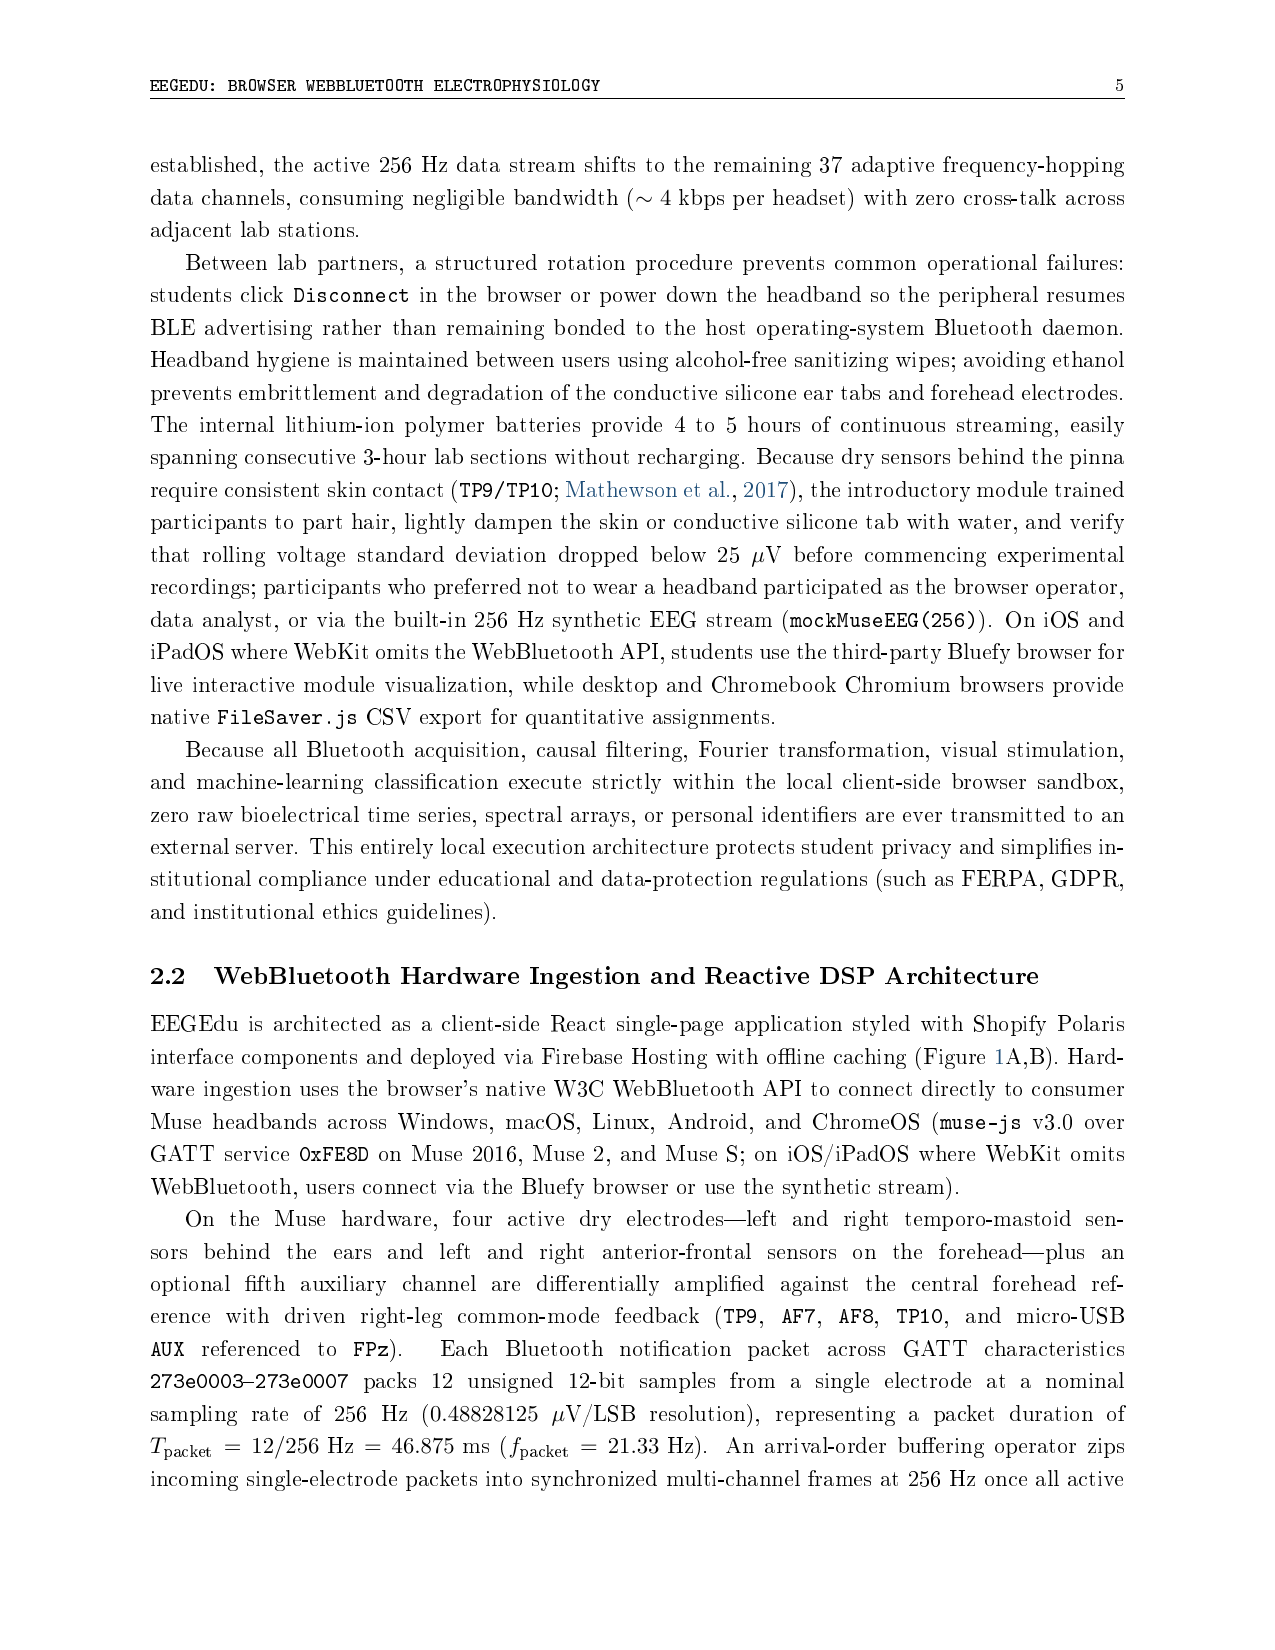 EEGEDU: BROWSER WEBBLUETOOTH ELECTROPHYSIOLOGY 5
established, the active 256 Hz data stream shifts to the remaining 37 adaptive frequency-hopping
data channels, consuming negligible bandwidth (∼ 4 kbps per headset) with zero cross-talk across
adjacent lab stations.
Between lab partners, a structured rotation procedure prevents common operational failures:
students click Disconnect in the browser or power down the headband so the peripheral resumes
BLE advertising rather than remaining bonded to the host operating-system Bluetooth daemon.
Headband hygiene is maintained between users using alcohol-free sanitizing wipes; avoiding ethanol
prevents embrittlement and degradation of the conductive silicone ear tabs and forehead electrodes.
The internal lithium-ion polymer batteries provide 4 to 5 hours of continuous streaming, easily
spanning consecutive 3-hour lab sections without recharging. Because dry sensors behind the pinna
require consistent skin contact (TP9/TP10; Mathewson et al., 2017), the introductory module trained
participants to part hair, lightly dampen the skin or conductive silicone tab with water, and verify
that rolling voltage standard deviation dropped below 25 μV before commencing experimental
recordings; participants who preferred not to wear a headband participated as the browser operator,
data analyst, or via the built-in 256 Hz synthetic EEG stream (mockMuseEEG(256)). On iOS and
iPadOS where WebKit omits the WebBluetooth API, students use the third-party Bluefy browser for
live interactive module visualization, while desktop and Chromebook Chromium browsers provide
native FileSaver.js CSV export for quantitative assignments.
Because all Bluetooth acquisition, causal filtering, Fourier transformation, visual stimulation,
and machine-learning classification execute strictly within the local client-side browser sandbox,
zero raw bioelectrical time series, spectral arrays, or personal identifiers are ever transmitted to an
external server. This entirely local execution architecture protects student privacy and simplifies in-
stitutional compliance under educational and data-protection regulations (such as FERPA, GDPR,
and institutional ethics guidelines).
2.2 WebBluetooth Hardware Ingestion and Reactive DSP Architecture
EEGEdu is architected as a client-side React single-page application styled with Shopify Polaris
interface components and deployed via Firebase Hosting with offline caching (Figure 1A,B). Hard-
ware ingestion uses the browser's native W3C WebBluetooth API to connect directly to consumer
Muse headbands across Windows, macOS, Linux, Android, and ChromeOS (muse-js v3.0 over
GATT service 0xFE8D on Muse 2016, Muse 2, and Muse S; on iOS/iPadOS where WebKit omits
WebBluetooth, users connect via the Bluefy browser or use the synthetic stream).
On the Muse hardware, four active dry electrodes—left and right temporo-mastoid sen-
sors behind the ears and left and right anterior-frontal sensors on the forehead—plus an
optional fifth auxiliary channel are differentially amplified against the central forehead ref-
erence with driven right-leg common-mode feedback (TP9, AF7, AF8, TP10, and micro-USB
AUX referenced to FPz). Each Bluetooth notification packet across GATT characteristics
273e0003–273e0007 packs 12 unsigned 12-bit samples from a single electrode at a nominal
sampling rate of 256 Hz (0.48828125 μV/LSB resolution), representing a packet duration of
T_packet = 12/256 Hz = 46.875 ms (f_packet = 21.33 Hz). An arrival-order buffering operator zips
incoming single-electrode packets into synchronized multi-channel frames at 256 Hz once all active